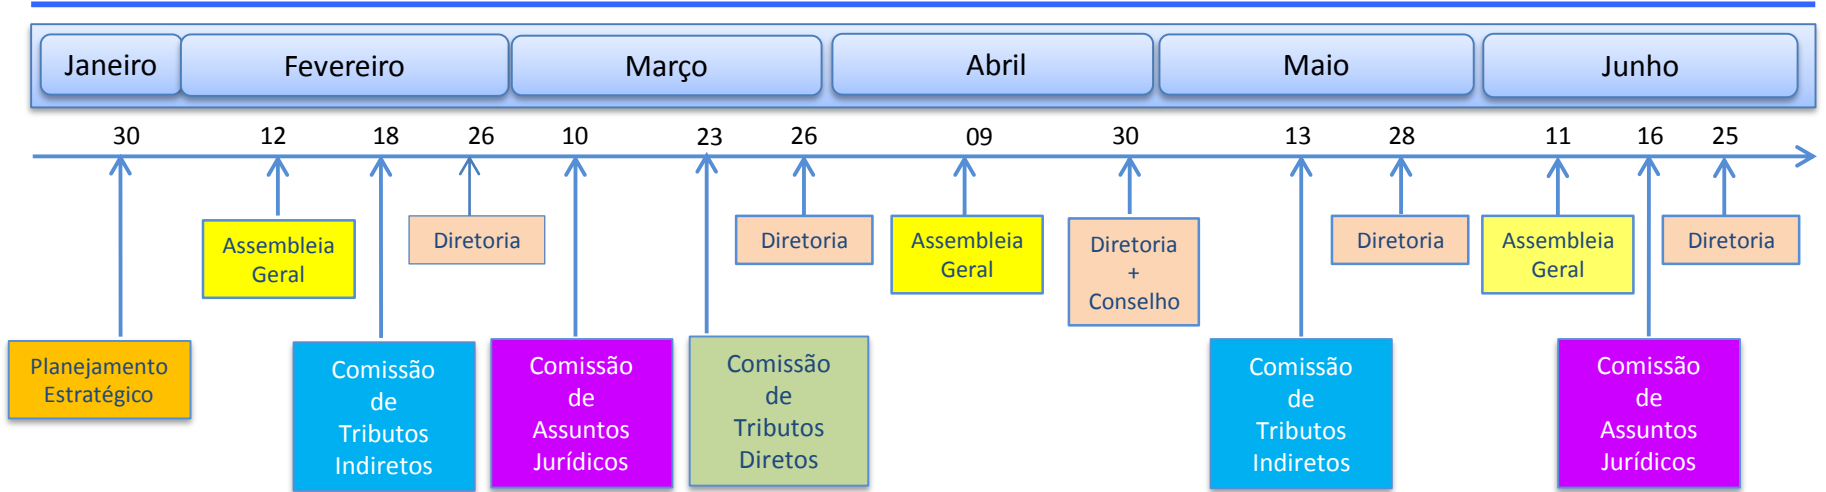 Janeiro
Fevereiro
Março
Abril
Maio
Junho
30
12
18
26
10
23
26
09
30
13
28
11
16
25
Assembleia
Geral
Diretoria
Diretoria
Assembleia
Geral
Diretoria
+
Conselho
Diretoria
Assembleia
Geral
Diretoria
Planejamento
Estratégico
Comissão
de
Tributos
Indiretos
Comissão
de
Assuntos
Jurídicos
Comissão
de
Tributos
Diretos
Comissão
de
Tributos
Indiretos
Comissão
de
Assuntos
Jurídicos